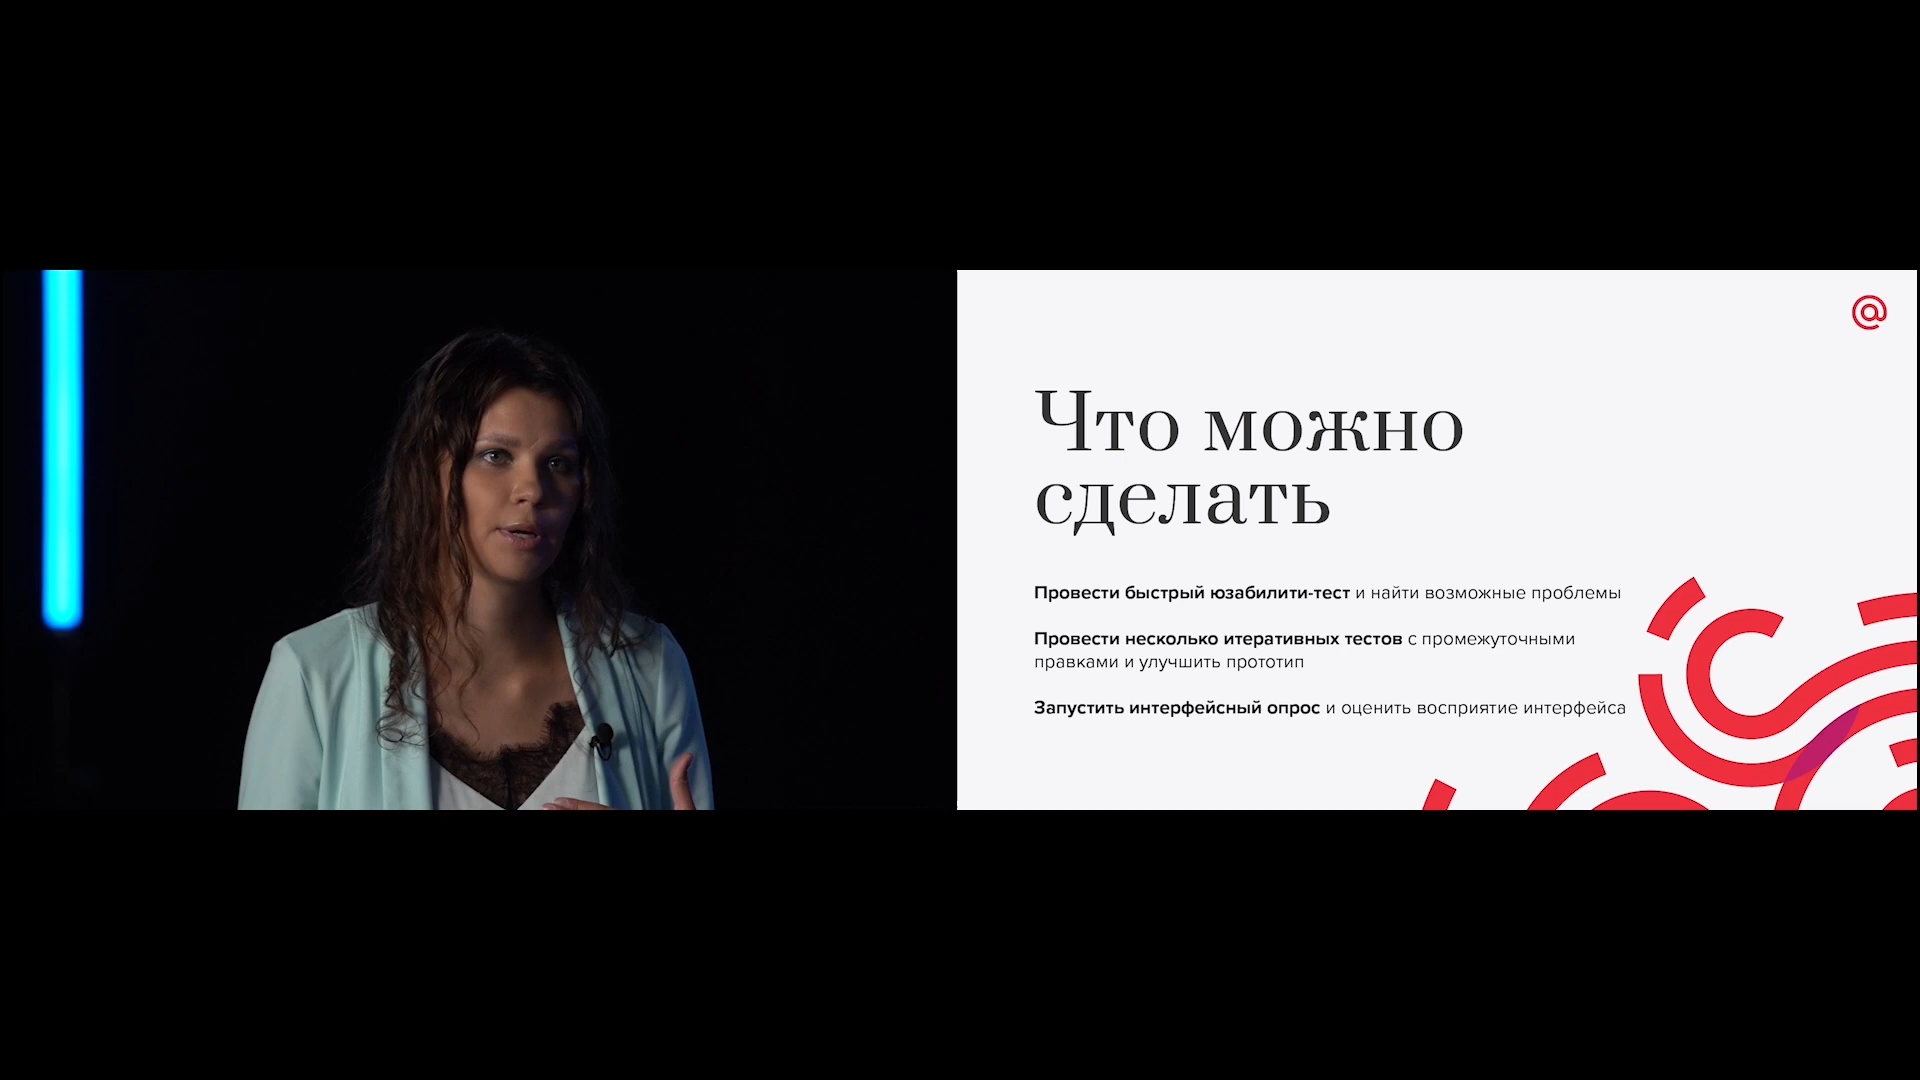 @
Что можно
сделать
Провести быстрый юзабилити-тест и найти возможные проблемы
Провести несколько итеративных тестов с промежуточными
правками и улучшить прототип
Запустить интерфейсный опрос и оценить восприятие интерфейса